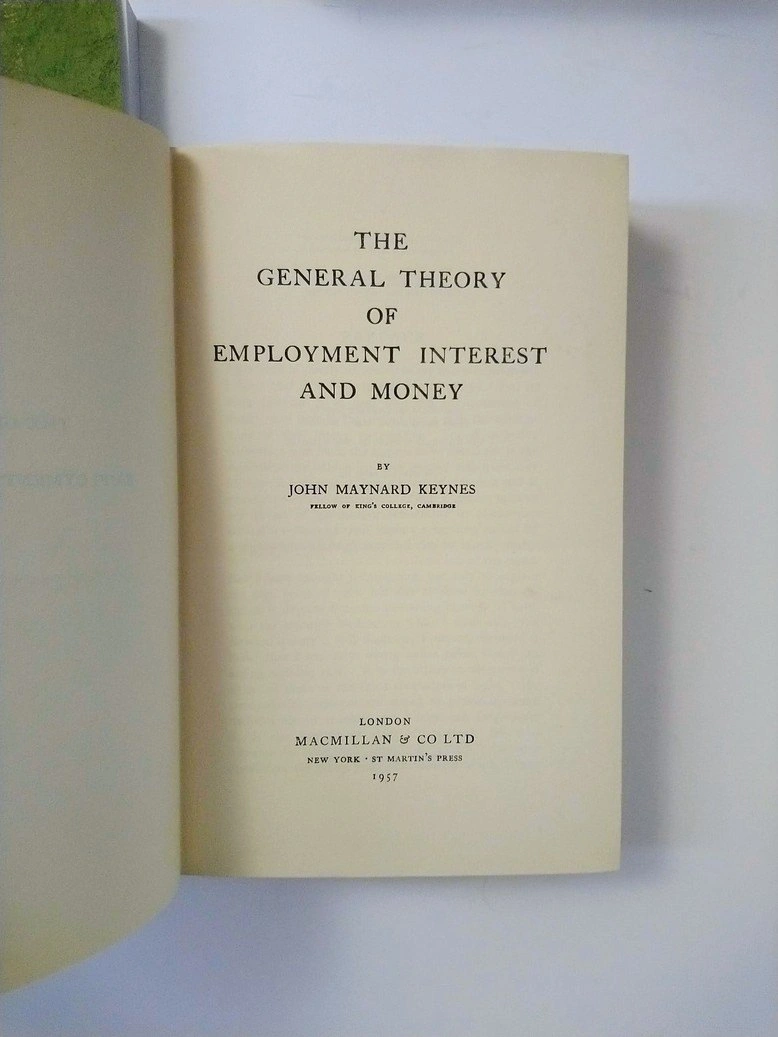 THE
GENERAL THEORY
OF
EMPLOYMENT INTEREST
AND MONEY
BY
JOHN MAYNARD KEYNES
FELLOW OF KING'S COLLEGE, CAMBRIDGE
LONDON
MACMILLAN & CO LTD
NEW YORK · ST MARTIN'S PRESS
1957